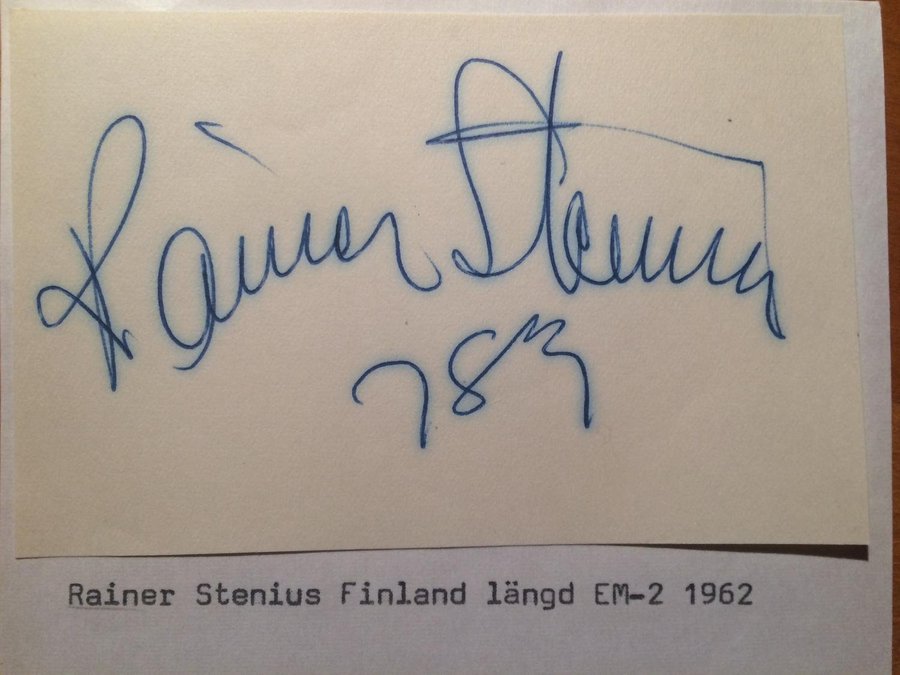 Rainer Stenius
783
Rainer Stenius Finland längd EM-2 1962